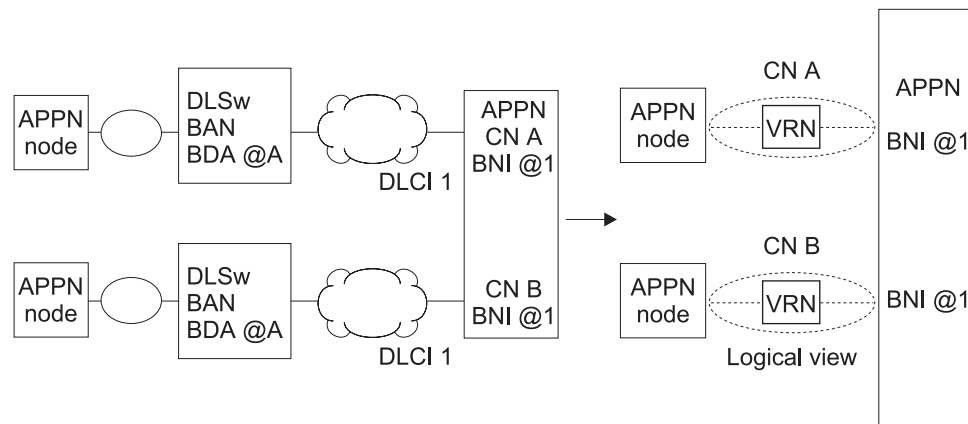 APPN
node
DLSw
BAN
BDA @A
DLCI 1
APPN
CN A
BNI @1
APPN
node
DLSw
BAN
BDA @A
DLCI 1
CN B
BNI @1
CN A
APPN
node
VRN
APPN
BNI @1
CN B
APPN
node
VRN
BNI @1
Logical view